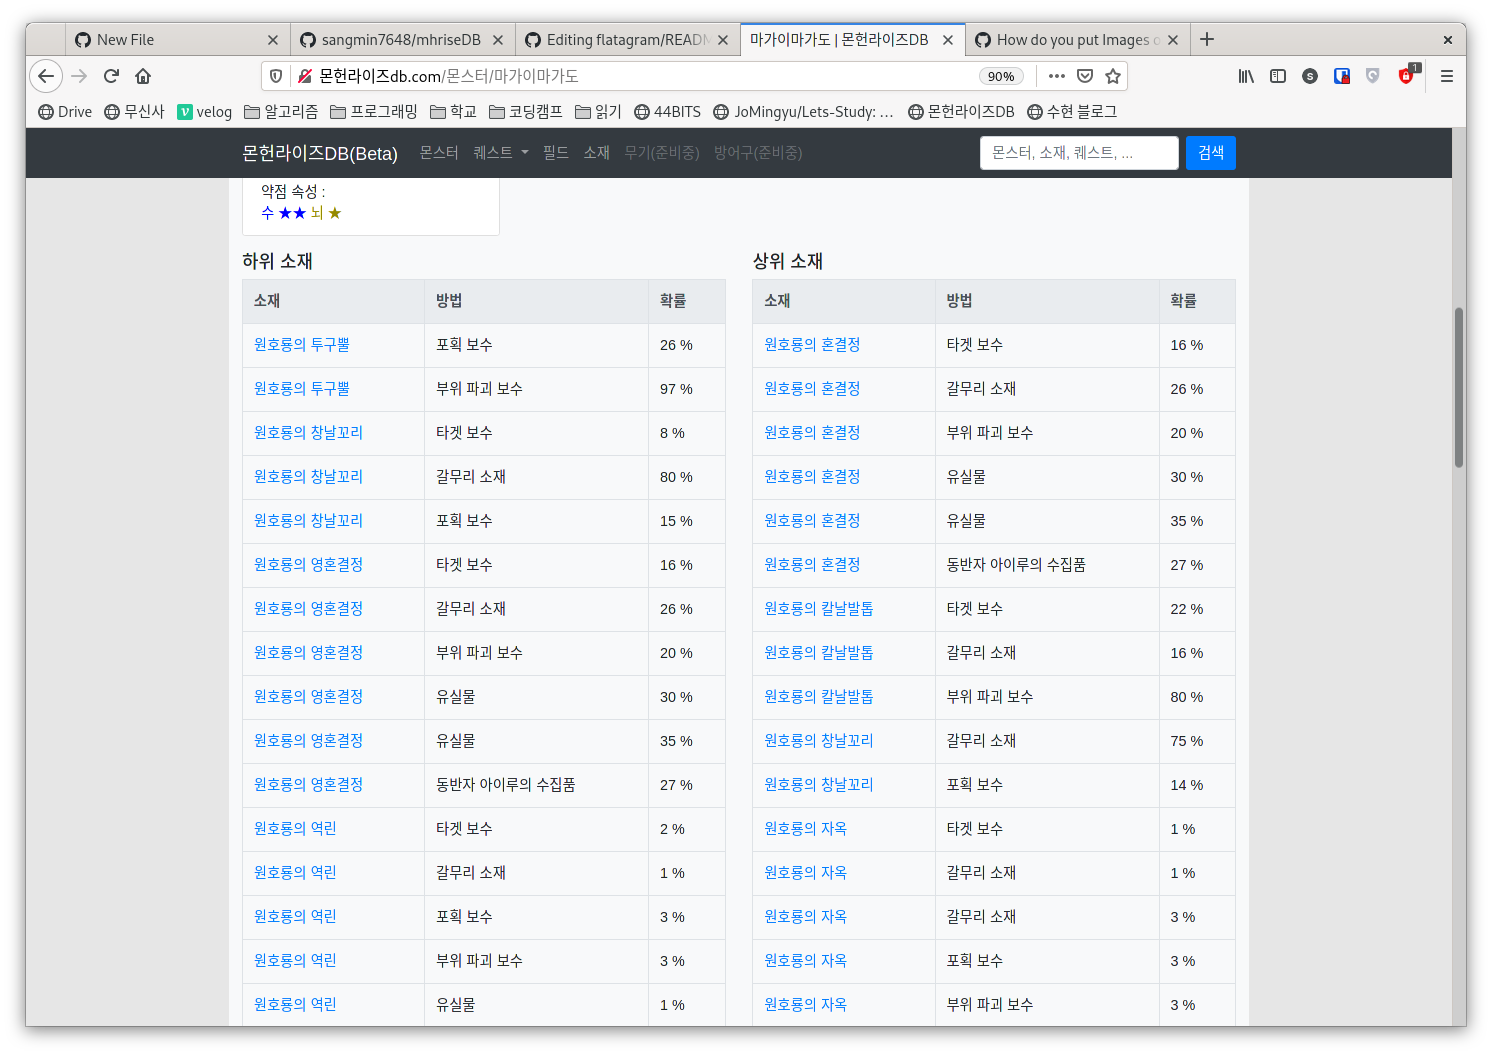 New File
sangmin7648/mhriseDB
Editing flatagram/READM
마가이마가도 | 몬헌라이즈DB
How do you put Images o
몬헌라이즈db.com/몬스터/마가이마가도
90%
S
1
Drive
무신사
velog
알고리즘
프로그래밍
학교
코딩캠프
읽기
44BITS
JoMingyu/Lets-Study: …
몬헌라이즈DB
수현 블로그
몬헌라이즈DB(Beta) 몬스터 퀘스트 필드 소재 무기(준비중) 방어구(준비중) 몬스터, 소재, 퀘스트, ... 검색
약점 속성 :
수 ★★ 뇌 ★
하위 소재
소재 방법 확률
원호룡의 투구뿔 포획 보수 26 %
원호룡의 투구뿔 부위 파괴 보수 97 %
원호룡의 창날꼬리 타겟 보수 8 %
원호룡의 창날꼬리 갈무리 소재 80 %
원호룡의 창날꼬리 포획 보수 15 %
원호룡의 영혼결정 타겟 보수 16 %
원호룡의 영혼결정 갈무리 소재 26 %
원호룡의 영혼결정 부위 파괴 보수 20 %
원호룡의 영혼결정 유실물 30 %
원호룡의 영혼결정 유실물 35 %
원호룡의 영혼결정 동반자 아이루의 수집품 27 %
원호룡의 역린 타겟 보수 2 %
원호룡의 역린 갈무리 소재 1 %
원호룡의 역린 포획 보수 3 %
원호룡의 역린 부위 파괴 보수 3 %
원호룡의 역린 유실물 1 %
상위 소재
소재 방법 확률
원호룡의 혼결정 타겟 보수 16 %
원호룡의 혼결정 갈무리 소재 26 %
원호룡의 혼결정 부위 파괴 보수 20 %
원호룡의 혼결정 유실물 30 %
원호룡의 혼결정 유실물 35 %
원호룡의 혼결정 동반자 아이루의 수집품 27 %
원호룡의 칼날발톱 타겟 보수 22 %
원호룡의 칼날발톱 갈무리 소재 16 %
원호룡의 칼날발톱 부위 파괴 보수 80 %
원호룡의 창날꼬리 갈무리 소재 75 %
원호룡의 창날꼬리 포획 보수 14 %
원호룡의 자옥 타겟 보수 1 %
원호룡의 자옥 갈무리 소재 1 %
원호룡의 자옥 갈무리 소재 3 %
원호룡의 자옥 포획 보수 3 %
원호룡의 자옥 부위 파괴 보수 3 %